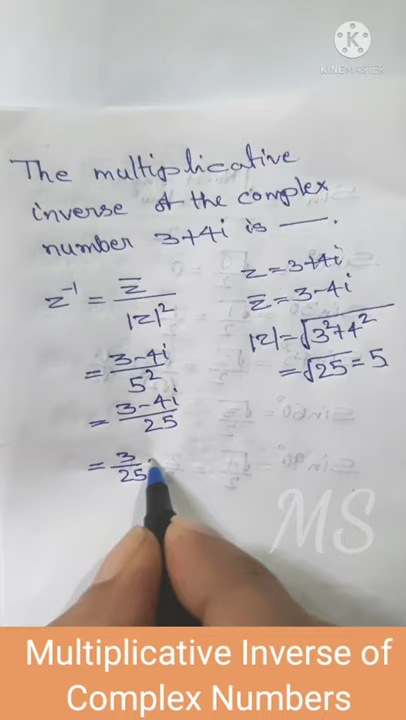 KINEMASTER
The multiplicative
inverse of the complex
number 3+4i is —.
z = 3+4i
z̅ = 3-4i
|z| = √3²+4²
= √25 = 5
z⁻¹ = z̅/|z|²
= 3-4i/5²
= 3-4i/25
= 3/25
MS
Multiplicative Inverse of
Complex Numbers